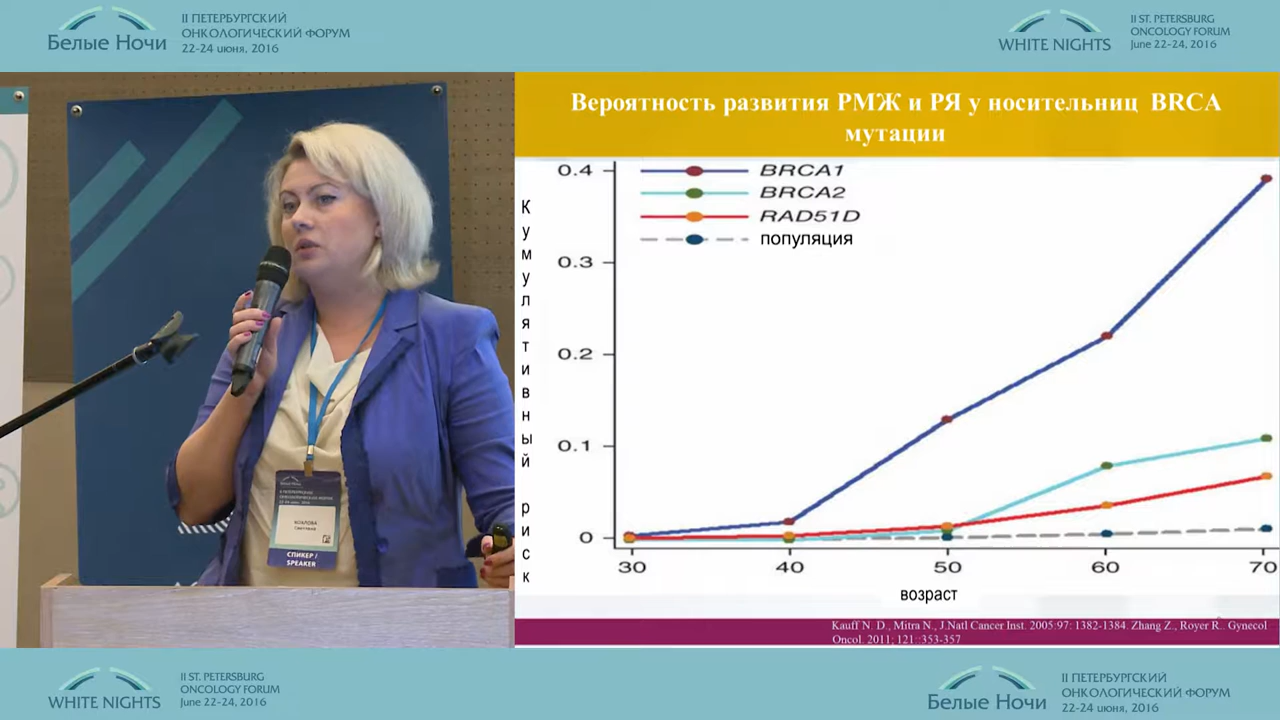 Белые Ночи
II ПЕТЕРБУРГСКИЙ
ОНКОЛОГИЧЕСКИЙ ФОРУМ
22-24 июня, 2016
WHITE NIGHTS
II ST. PETERSBURG
ONCOLOGY FORUM
June 22-24, 2016
Вероятность развития РМЖ и РЯ у носительниц BRCA
мутации
BRCA1
BRCA2
RAD51D
популяция
Кумулятивный риск
0.4
0.3
0.2
0.1
0
30 40 50 60 70
возраст
Kauff N. D., Mitra N., J.Natl Cancer Inst. 2005:97: 1382-1384. Zhang Z., Royer R.. Gynecol
Oncol. 2011; 121::353-357
II ПЕТЕРБУРГСКИЙ
ОНКОЛОГИЧЕСКИЙ ФОРУМ
СПИКЕР /
SPEAKER
WHITE NIGHTS
II ST. PETERSBURG
ONCOLOGY FORUM
June 22-24, 2016
Белые Ночи
II ПЕТЕРБУРГСКИЙ
ОНКОЛОГИЧЕСКИЙ ФОРУМ
22-24 июня, 2016